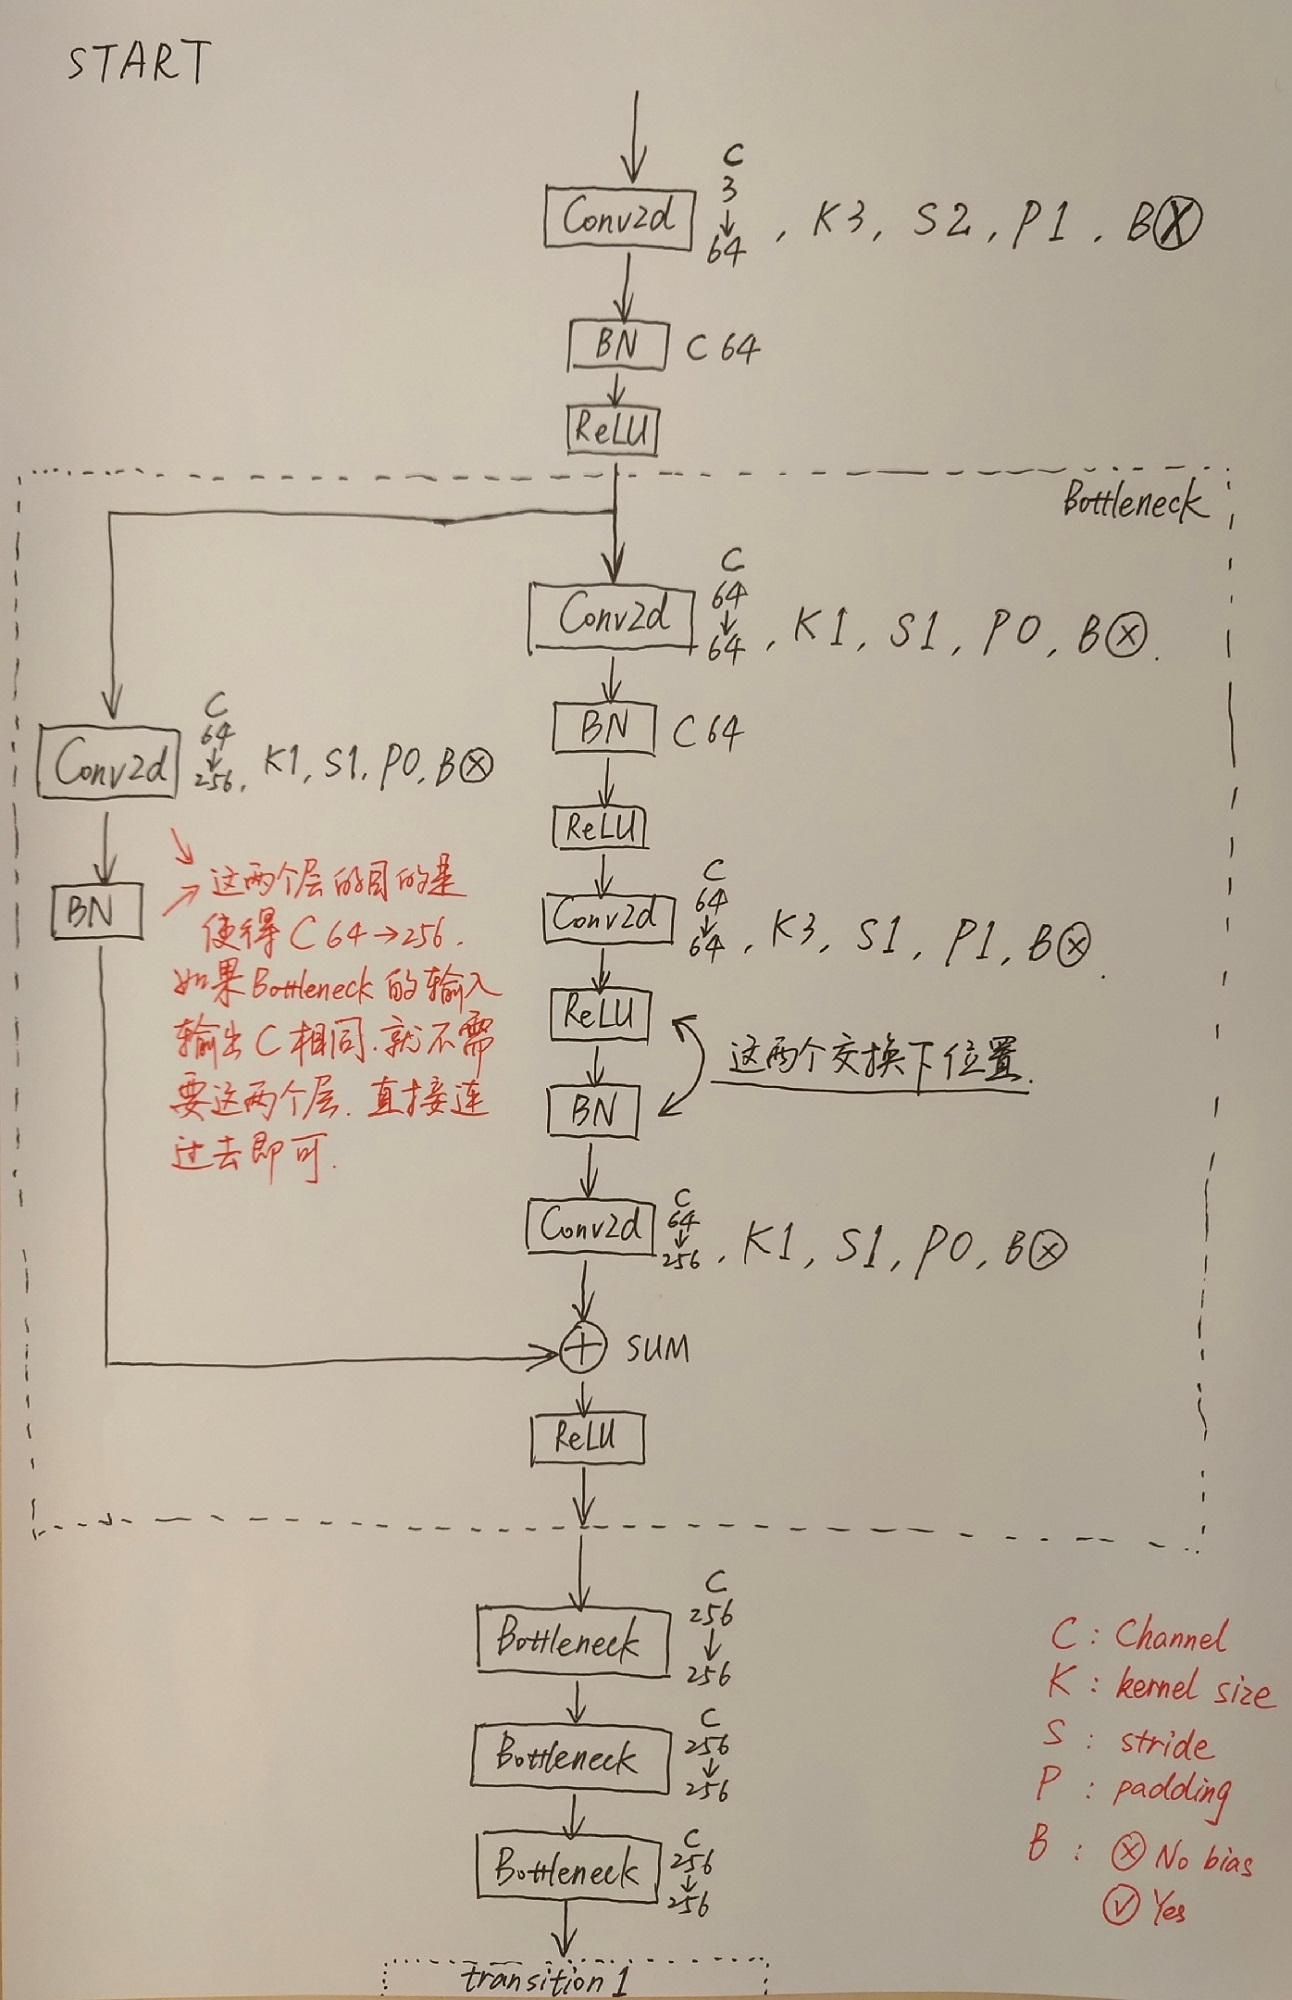 START
C
3
↓
64
Conv2d , K3, S2, P1, B⊗
BN C 64
ReLU
Bottleneck
C
64
↓
64
Conv2d , K1, S1, P0, B⊗.
BN C 64
ReLU
C
64
↓
256
Conv2d , K1, S1, P0, B⊗
BN
这两个层的目的是
使得 C 64→256.
如果Bottleneck的输入
输出C相同.就不需
要这两个层.直接连
过去即可.
C
64
↓
64
Conv2d , K3, S1, P1, B⊗.
ReLU
BN
这两个交换下位置.
C
64
↓
256
Conv2d , K1, S1, P0, B⊗
SUM
ReLU
C
256
↓
256
Bottleneck
C
256
↓
256
Bottleneck
C
256
↓
256
Bottleneck
transition 1
C : Channel
K : kernel size
S : stride
P : padding
B : ⊗ No bias
✓ Yes